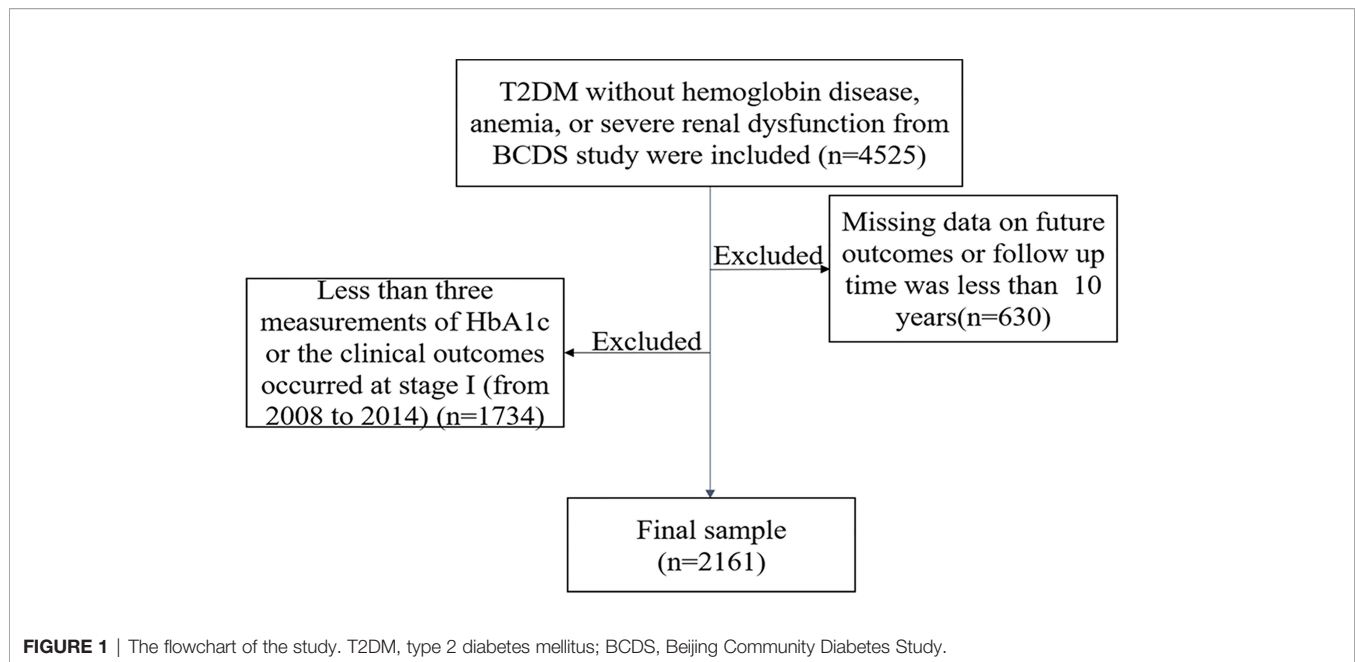 T2DM without hemoglobin disease,
anemia, or severe renal dysfunction from
BCDS study were included (n=4525)
Excluded
Missing data on future
outcomes or follow up
time was less than 10
years(n=630)
Excluded
Less than three
measurements of HbA1c
or the clinical outcomes
occurred at stage I (from
2008 to 2014) (n=1734)
Final sample
(n=2161)
FIGURE 1 | The flowchart of the study. T2DM, type 2 diabetes mellitus; BCDS, Beijing Community Diabetes Study.